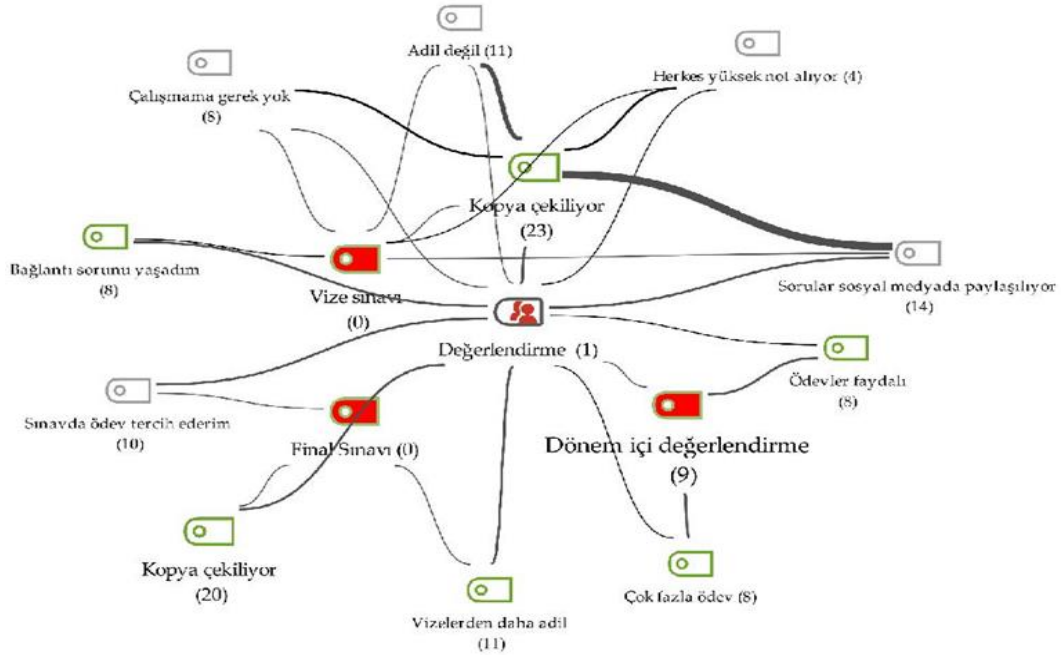 Adil değil (11)
Herkes yüksek not alıyor (4)
Çalışmama gerek yok
(8)
Kopya çekiliyor
(23)
Bağlantı sorunu yaşadım
(8)
Vize sınavı
(0)
Sorular sosyal medyada paylaşılıyor
(14)
Değerlendirme (1)
Ödevler faydalı
(8)
Sınavda ödev tercih ederim
(10)
Final Sınavı (0)
Dönem içi değerlendirme
(9)
Kopya çekiliyor
(20)
Çok fazla ödev (8)
Vizelerden daha adil
(11)